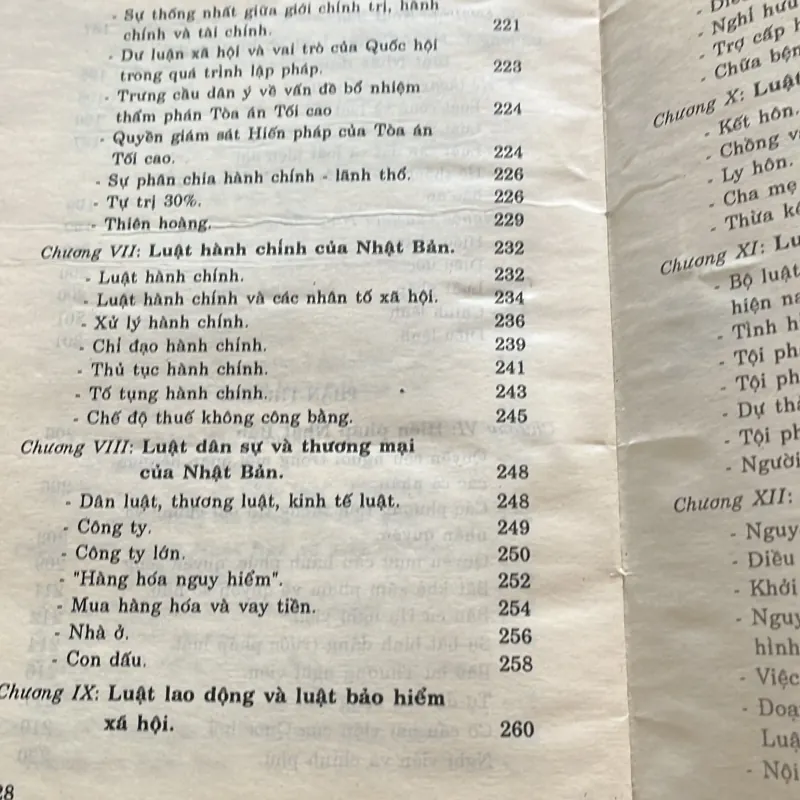 - Sự thống nhất giữa giới chính trị, hành
chính và tài chính. 221
- Dư luận xã hội và vai trò của Quốc hội
trong quá trình lập pháp. 223
- Trưng cầu dân ý về vấn đề bổ nhiệm
thẩm phán Tòa án Tối cao 224
- Quyền giám sát Hiến pháp của Tòa án
Tối cao. 224
- Sự phân chia hành chính - lãnh thổ. 226
- Tự trị 30%. 226
- Thiên hoàng. 229
Chương VII: Luật hành chính của Nhật Bản. 232
- Luật hành chính. 232
- Luật hành chính và các nhân tố xã hội. 234
- Xử lý hành chính. 236
- Chỉ đạo hành chính. 239
- Thủ tục hành chính. 241
- Tố tụng hành chính. 243
- Chế độ thuế không công bằng. 245
Chương VIII: Luật dân sự và thương mại
của Nhật Bản. 248
- Dân luật, thương luật, kinh tế luật. 248
- Công ty. 249
- Công ty lớn. 250
- "Hàng hóa nguy hiểm". 252
- Mua hàng hóa và vay tiền. 254
- Nhà ở. 256
- Con dấu. 258
Chương IX: Luật lao động và luật bảo hiểm
xã hội. 260
- Nghỉ hưu
- Trợ cấp
- Chữa bện
Chương X: Luật
- Kết hôn.
- Chồng
- Ly hôn.
- Cha mẹ
- Thừa
Chương XI:
- Bộ luật
hiện
- Tình
- Tội
- Tội
- Dự
- Tội
- Người
Chương XII:
- Nguy
- Điều
- Khởi
- Nguy
hình
- Việc
- Đoạ
Luậ
- Nội